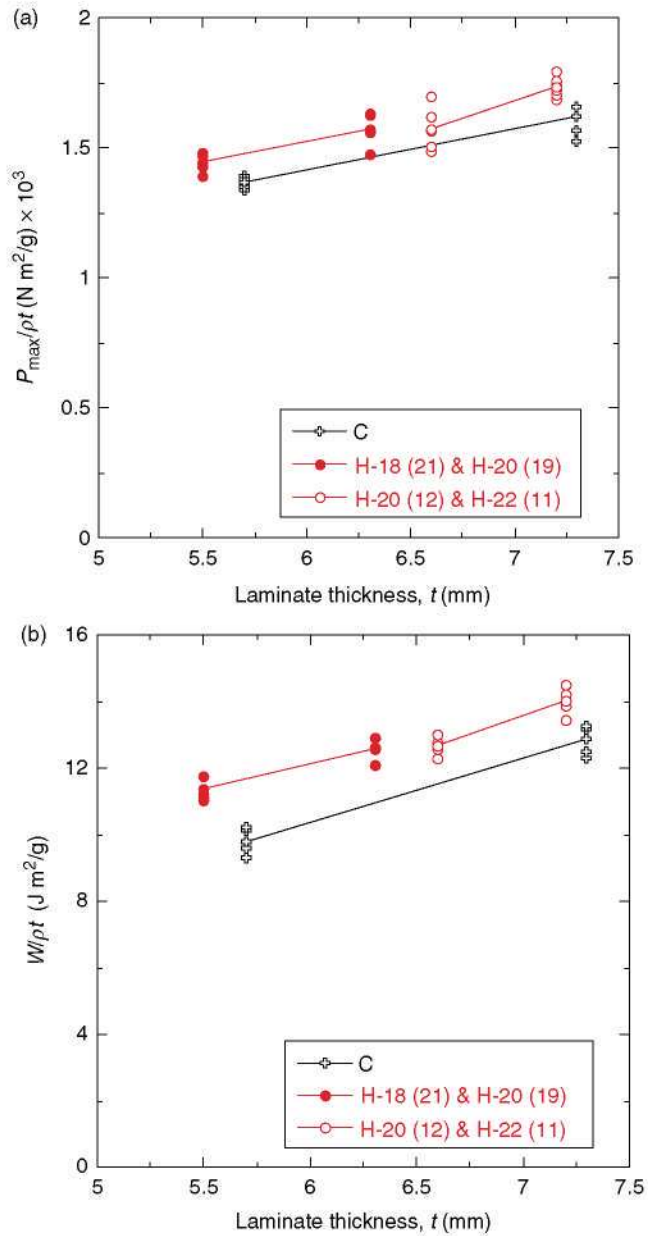 (a)
2
1.5
1
0.5
0
P_max/ρt (N m²/g) × 10³
C
H-18 (21) & H-20 (19)
H-20 (12) & H-22 (11)
5 5.5 6 6.5 7 7.5
Laminate thickness, t (mm)
(b)
16
12
8
4
0
W/ρt (J m²/g)
C
H-18 (21) & H-20 (19)
H-20 (12) & H-22 (11)
5 5.5 6 6.5 7 7.5
Laminate thickness, t (mm)